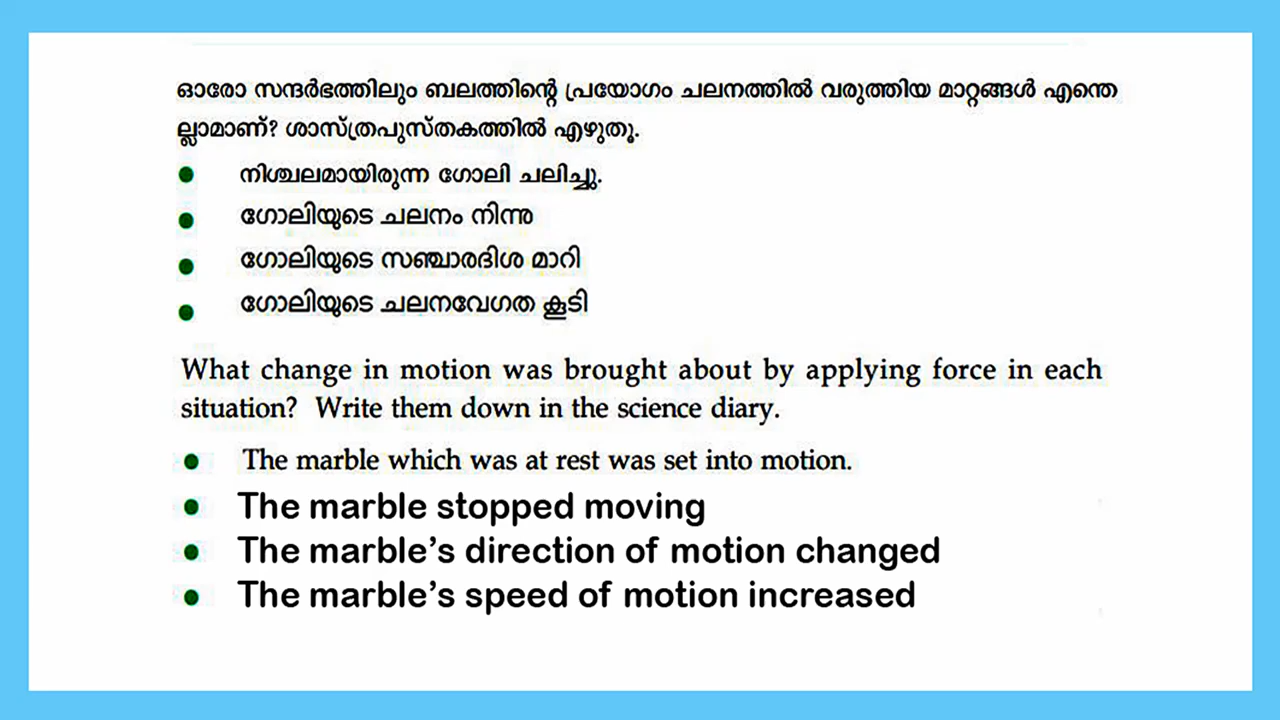 ഓരോ സന്ദർഭത്തിലും ബലത്തിന്റെ പ്രയോഗം ചലനത്തിൽ വരുത്തിയ മാറ്റങ്ങൾ എന്തെ
ല്ലാമാണ്? ശാസ്ത്രപുസ്തകത്തിൽ എഴുതൂ.
● നിശ്ചലമായിരുന്ന ഗോലി ചലിച്ചു.
● ഗോലിയുടെ ചലനം നിന്നു
● ഗോലിയുടെ സഞ്ചാരദിശ മാറി
● ഗോലിയുടെ ചലനവേഗത കൂടി
What change in motion was brought about by applying force in each
situation? Write them down in the science diary.
● The marble which was at rest was set into motion.
● The marble stopped moving
● The marble’s direction of motion changed
● The marble’s speed of motion increased